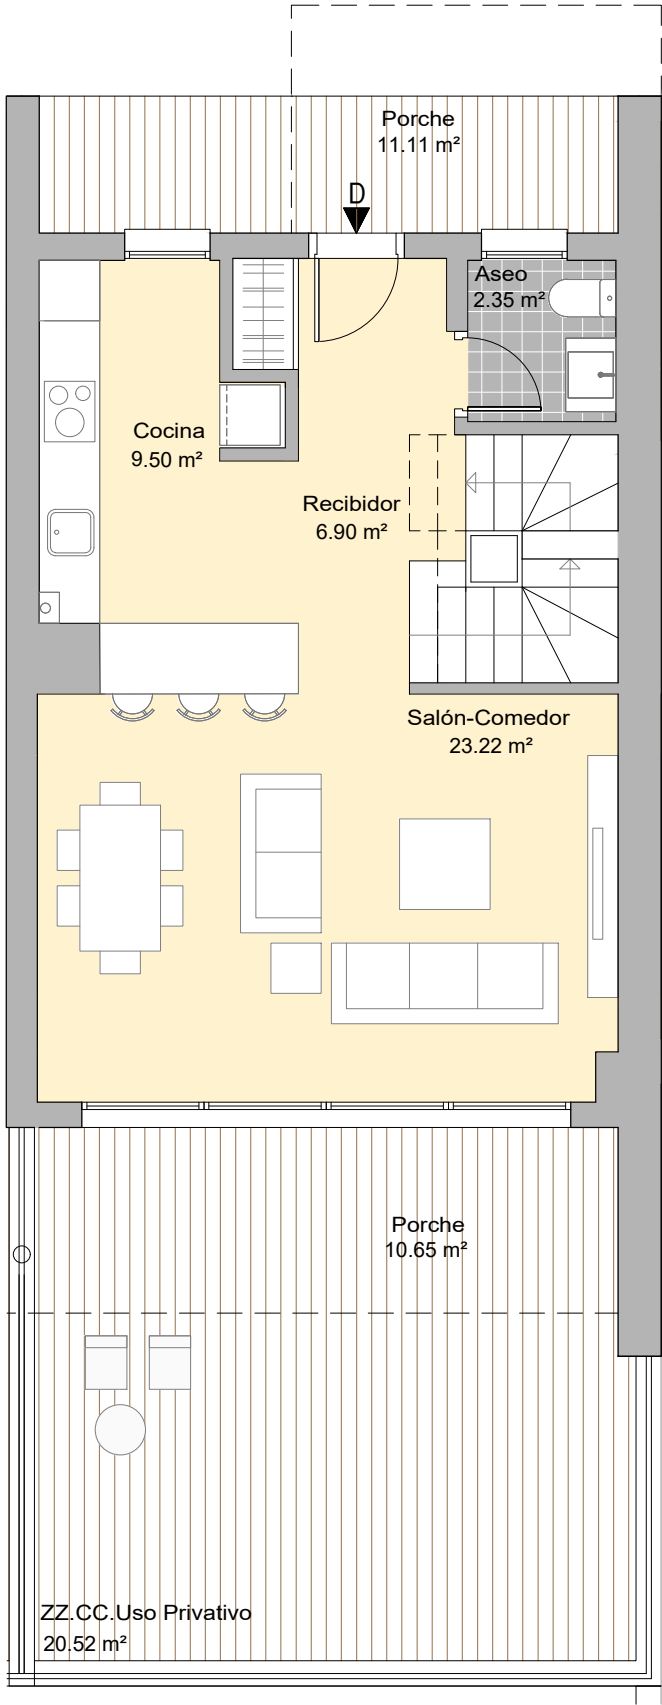 Porche
11.11 m²
D
Aseo
2.35 m²
Cocina
9.50 m²
Recibidor
6.90 m²
Salón-Comedor
23.22 m²
Porche
10.65 m²
ZZ.CC.Uso Privativo
20.52 m²